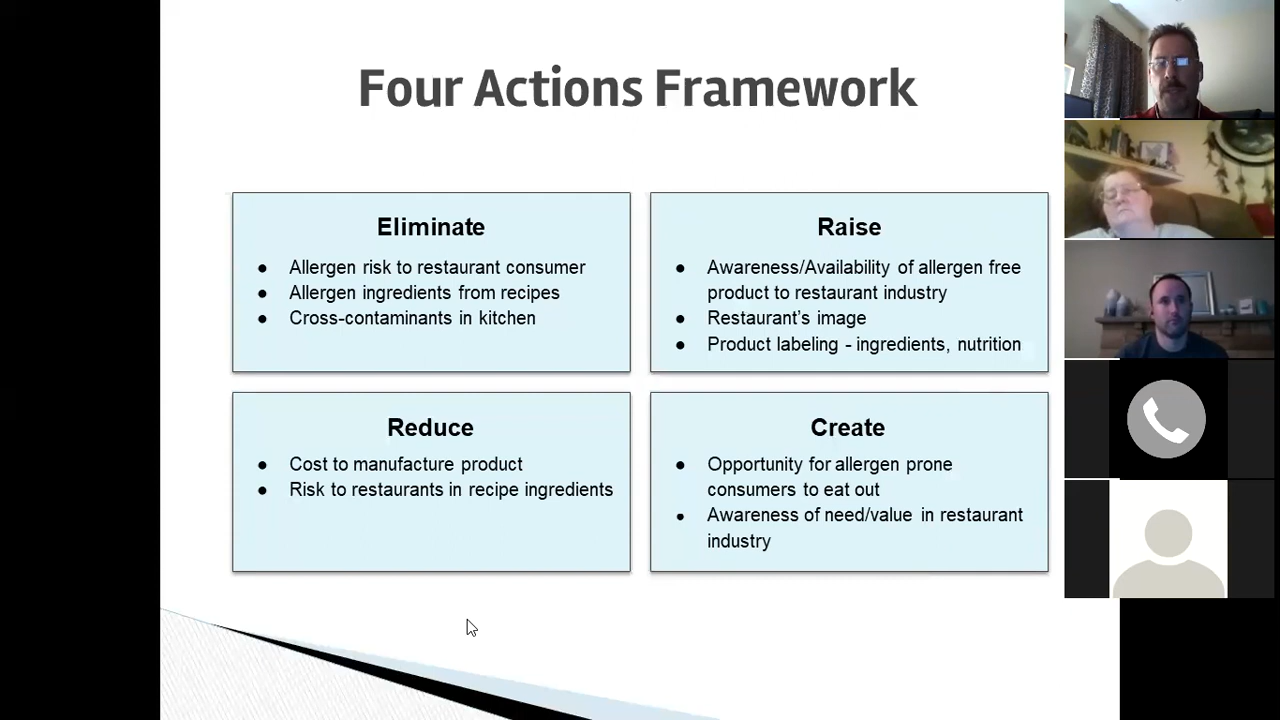 Four Actions Framework
Eliminate
● Allergen risk to restaurant consumer
● Allergen ingredients from recipes
● Cross-contaminants in kitchen
Raise
● Awareness/Availability of allergen free
product to restaurant industry
● Restaurant's image
● Product labeling - ingredients, nutrition
Reduce
● Cost to manufacture product
● Risk to restaurants in recipe ingredients
Create
● Opportunity for allergen prone
consumers to eat out
● Awareness of need/value in restaurant
industry